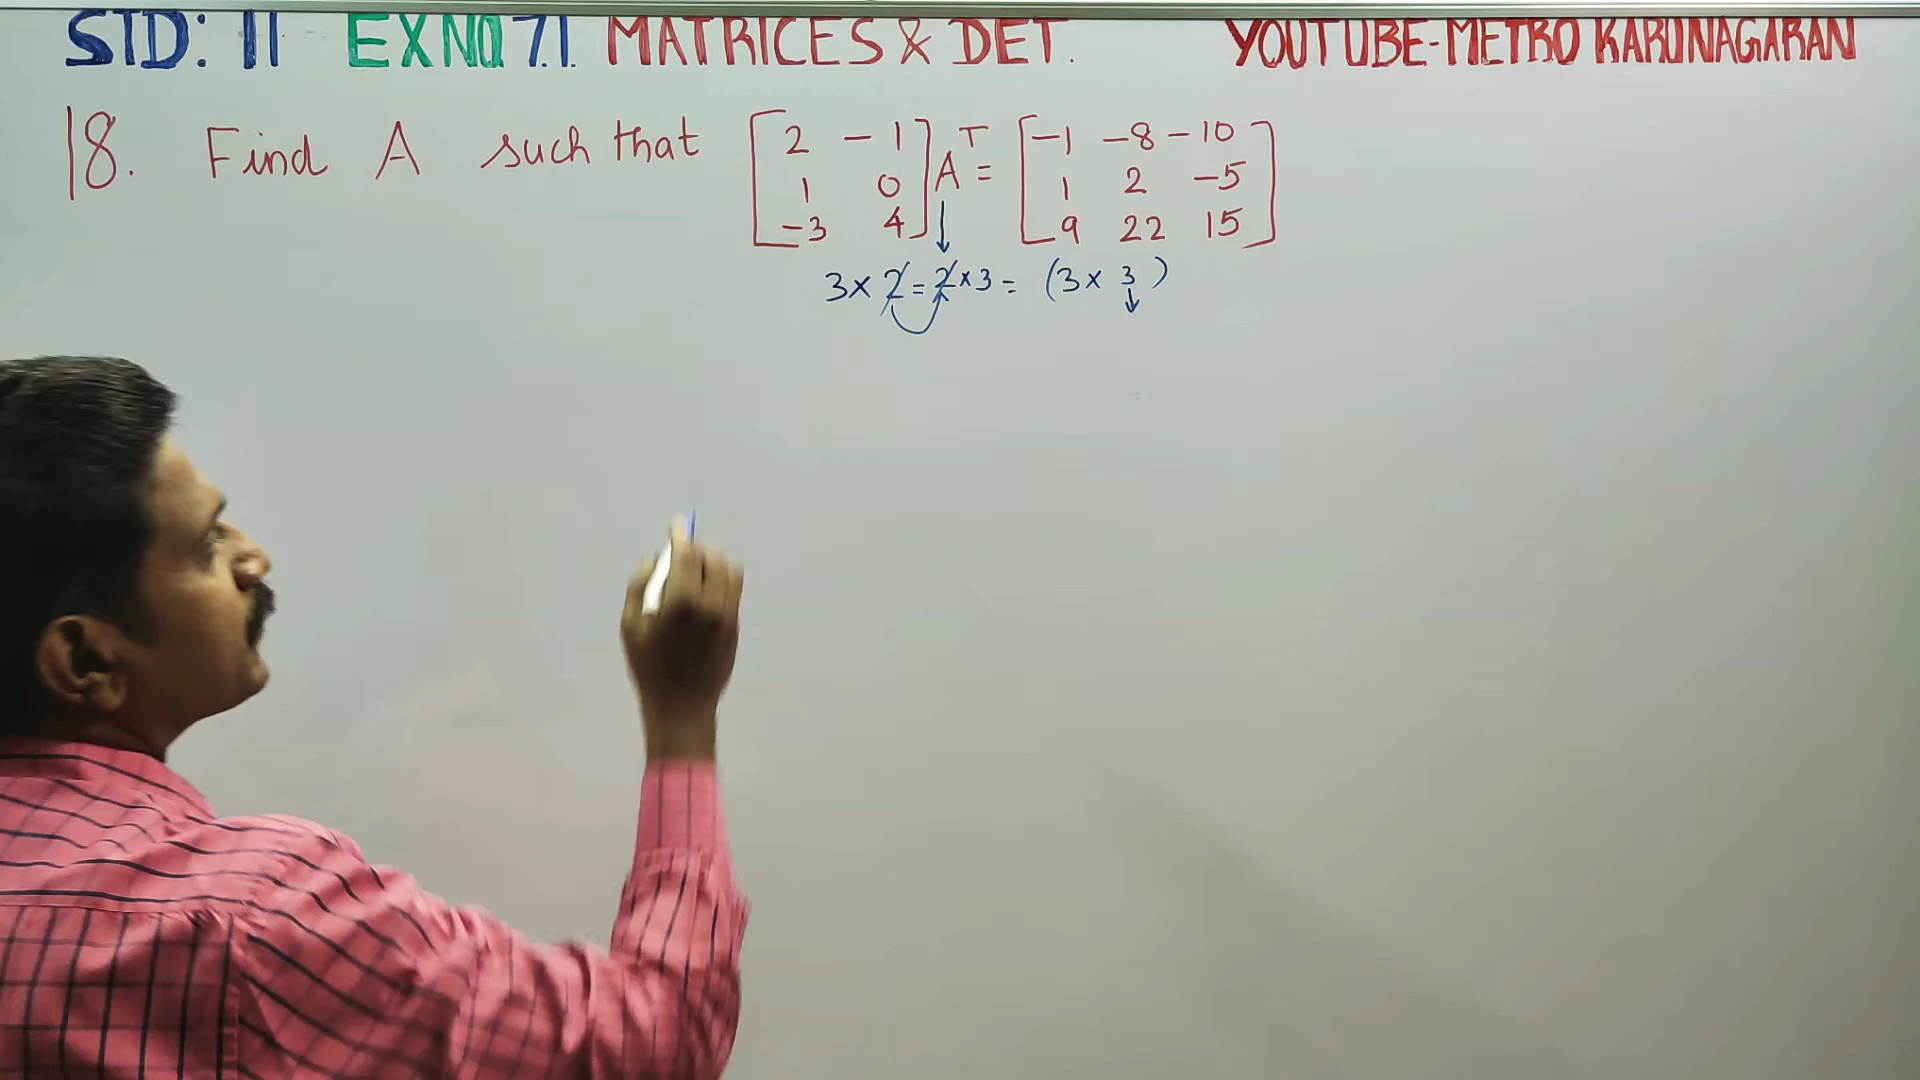 STD: 11 EX NO 7.1. MATRICES & DET. YOUTUBE-METRO KARUNAGARAN
18. Find A such that [2 -1] A^T = [-1 -8 -10]
[1 0] [1 2 -5]
[-3 4] [9 22 15]
3 × 2 = 2 × 3 = (3 × 3)